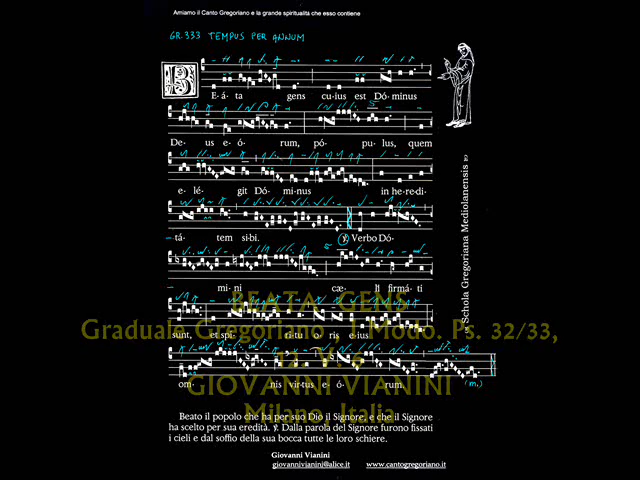 Amiamo il Canto Gregoriano e la grande spiritualità che esso contiene
GR.333 TEMPUS PER ANNUM
B
E- á- ta gens cu-ius est Dó- minus
De- us e- ó- rum, pó- pu- lus, quem
e- lé- git Dó- mi-nus in he-redi-
tá- tem si-bi. ℣. Verbo Dó-
mi- ni cæ- li firmá- ti
sunt, et spi- ri-tu o- ris e-ius
om- nis vir-tus e- ó- rum. (m.)
BEATA GENS
Graduale Gregoriano Modo. Ps. 32/33,
GIOVANNI VIANINI
Milano, Italia
Beato il popolo che ha per suo Dio il Signore, e che il Signore
ha scelto per sua eredità. ℣. Dalla parola del Signore furono fissati
i cieli e dal soffio della sua bocca tutte le loro schiere.
Giovanni Vianini
giovannivianini@alice.it www.cantogregoriano.it
Schola Gregoriana Mediolanensis